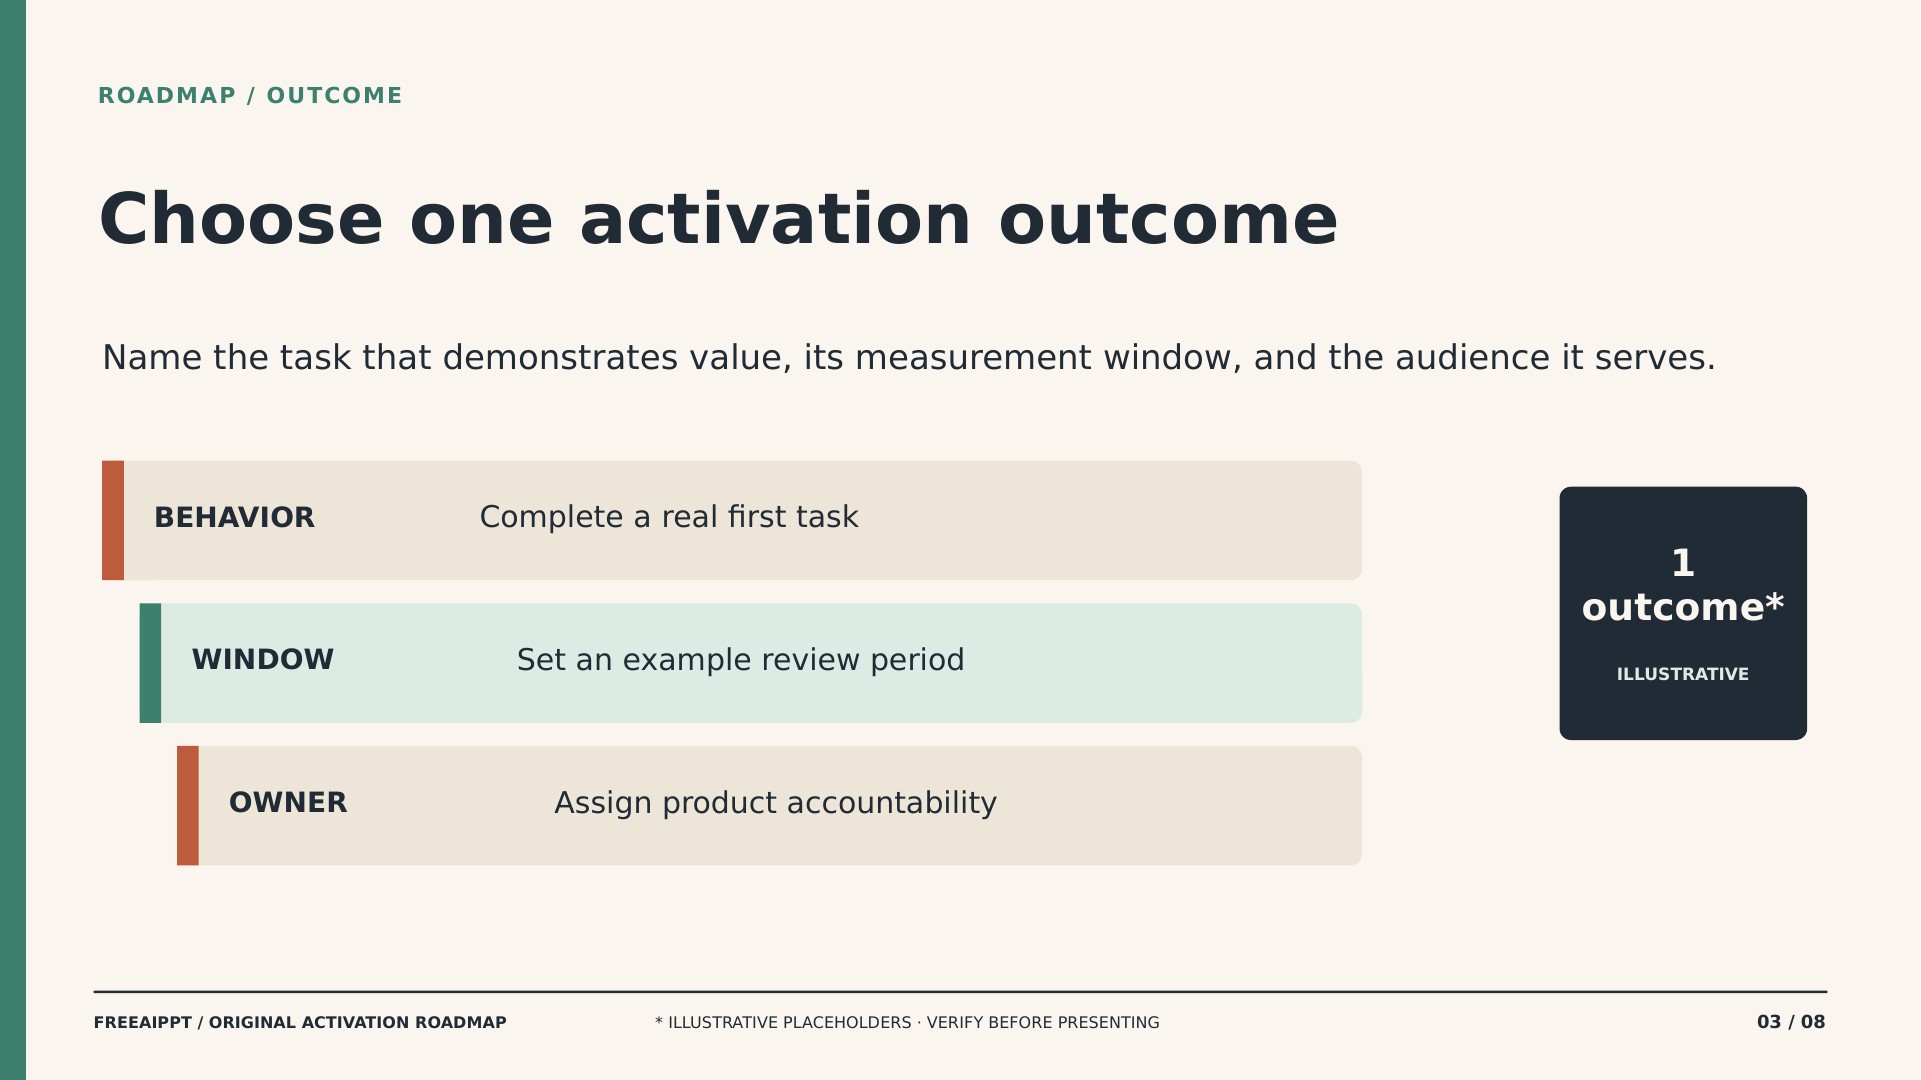 ROADMAP / OUTCOME
Choose one activation outcome
Name the task that demonstrates value, its measurement window, and the audience it serves.
BEHAVIOR Complete a real first task
WINDOW Set an example review period
OWNER Assign product accountability
1
outcome*
ILLUSTRATIVE
FREEAIPPT / ORIGINAL ACTIVATION ROADMAP * ILLUSTRATIVE PLACEHOLDERS · VERIFY BEFORE PRESENTING 03 / 08